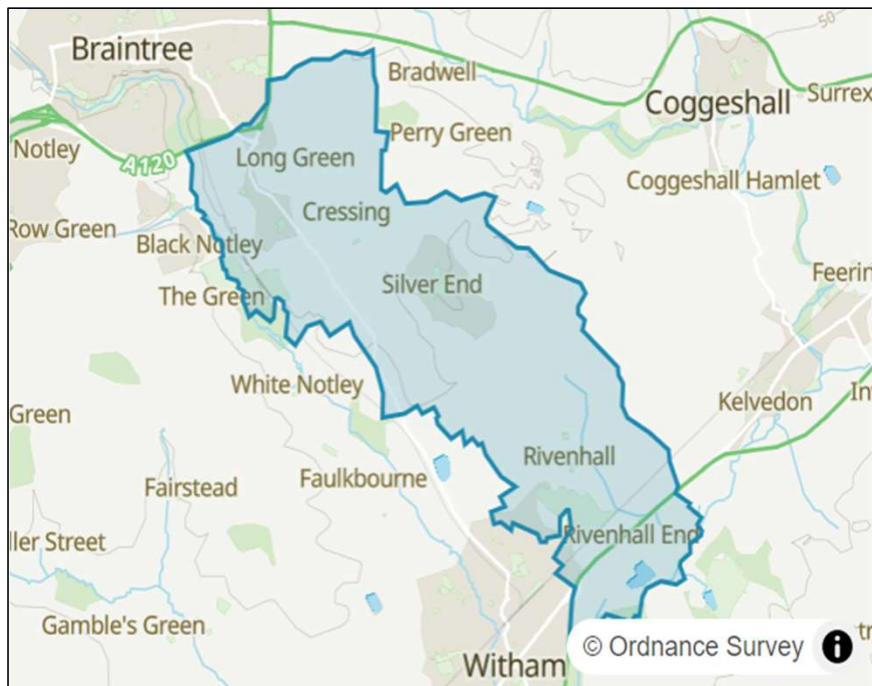 50
Braintree
Bradwell
Coggeshall
Surrex
Notley
A120
Perry Green
Long Green
Coggeshall Hamlet
Cressing
Row Green
Black Notley
Feerin
The Green
Silver End
White Notley
Kelvedon
In
Green
Rivenhall
Faulkbourne
Fairstead
Rivenhall End
ller Street
Gamble's Green
Witham
© Ordnance Survey i